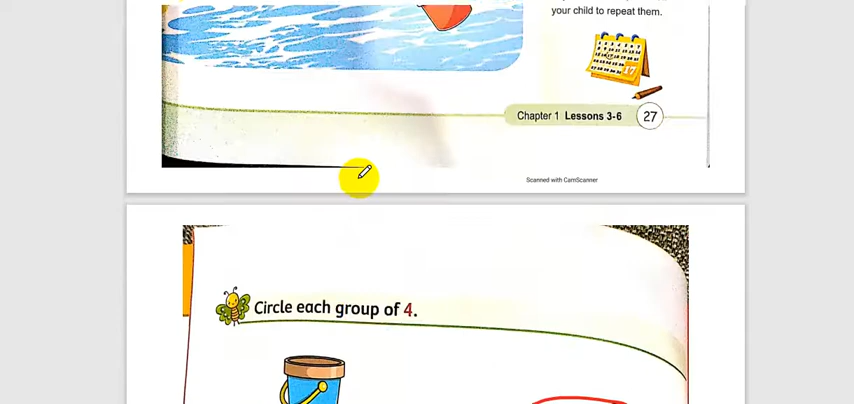 your child to repeat them.
17
Chapter 1 Lessons 3-6
27
Scanned with CamScanner
Circle each group of 4.